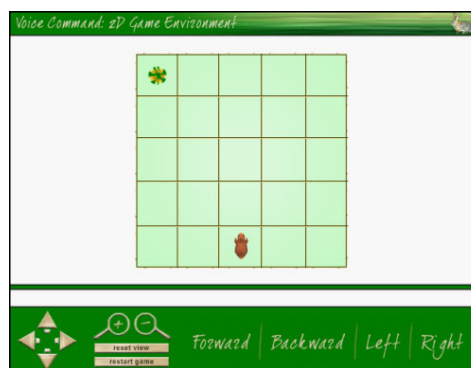 Voice Command: 2D Game Environment
reset view
restart game
Forward Backward Left Right